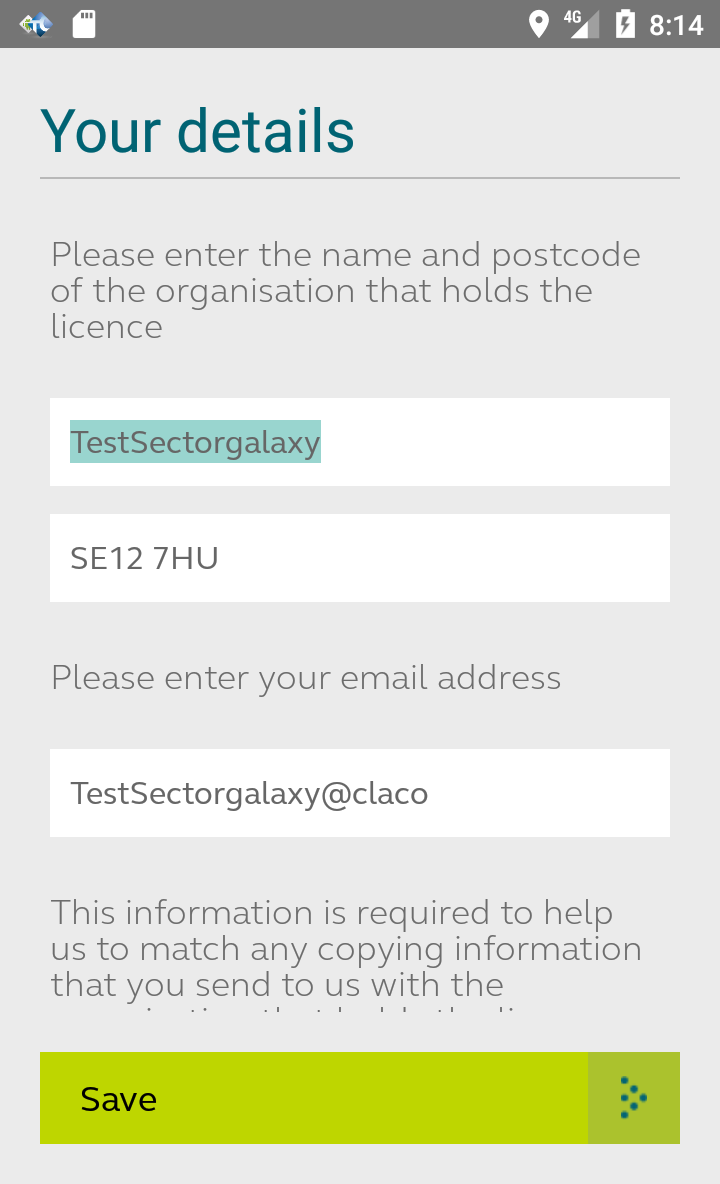 4G 8:14
Your details
Please enter the name and postcode
of the organisation that holds the
licence
TestSectorgalaxy
SE12 7HU
Please enter your email address
TestSectorgalaxy@claco
This information is required to help
us to match any copying information
that you send to us with the
Save